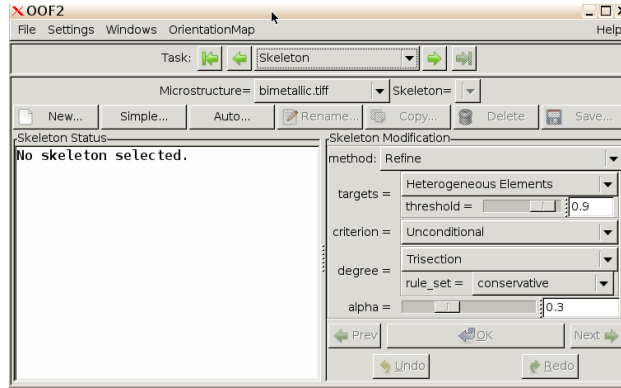 OOF2
File Settings Windows OrientationMap Help
Task: Skeleton
Microstructure= bimetallic.tiff Skeleton=
New... Simple... Auto... Rename... Copy... Delete Save...
Skeleton Status
No skeleton selected.
Skeleton Modification
method: Refine
targets = Heterogeneous Elements
threshold = 0.9
criterion = Unconditional
degree = Trisection
rule_set = conservative
alpha = 0.3
Prev OK Next
Undo Redo